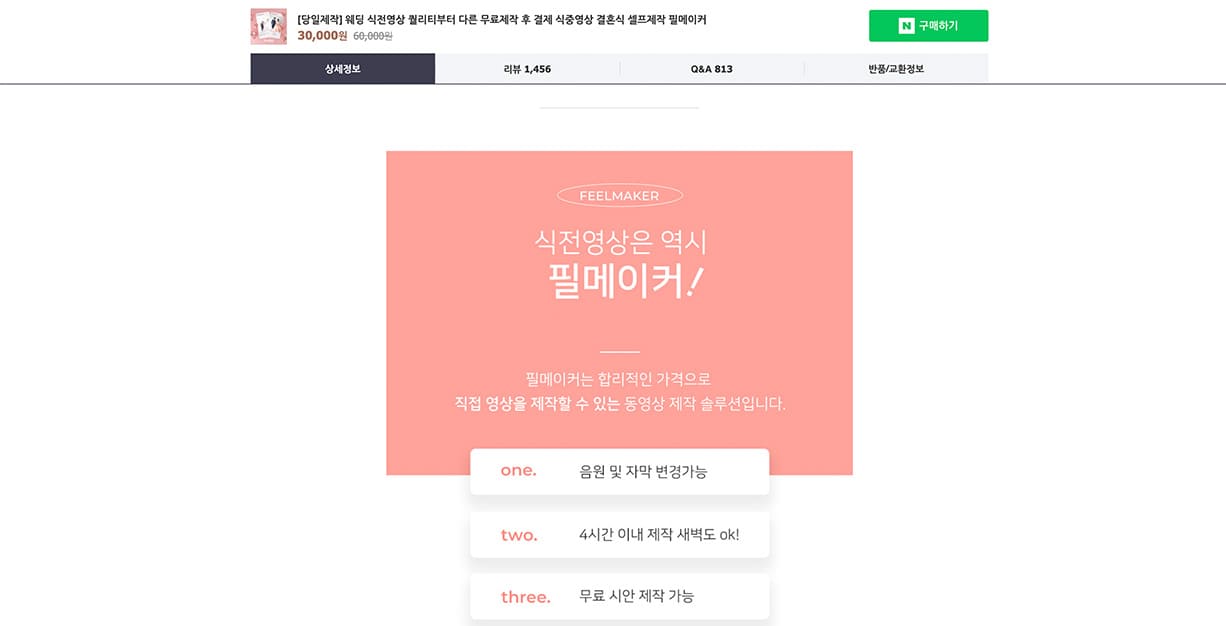 [당일제작] 웨딩 식전영상 퀄리티부터 다른 무료제작 후 결제 식중영상 결혼식 셀프제작 필메이커
30,000원 60,000원
N 구매하기
상세정보 리뷰 1,456 Q&A 813 반품/교환정보
FEELMAKER
식전영상은 역시
필메이커!
필메이커는 합리적인 가격으로
직접 영상을 제작할 수 있는 동영상 제작 솔루션입니다.
one. 음원 및 자막 변경가능
two. 4시간 이내 제작 새벽도 ok!
three. 무료 시안 제작 가능